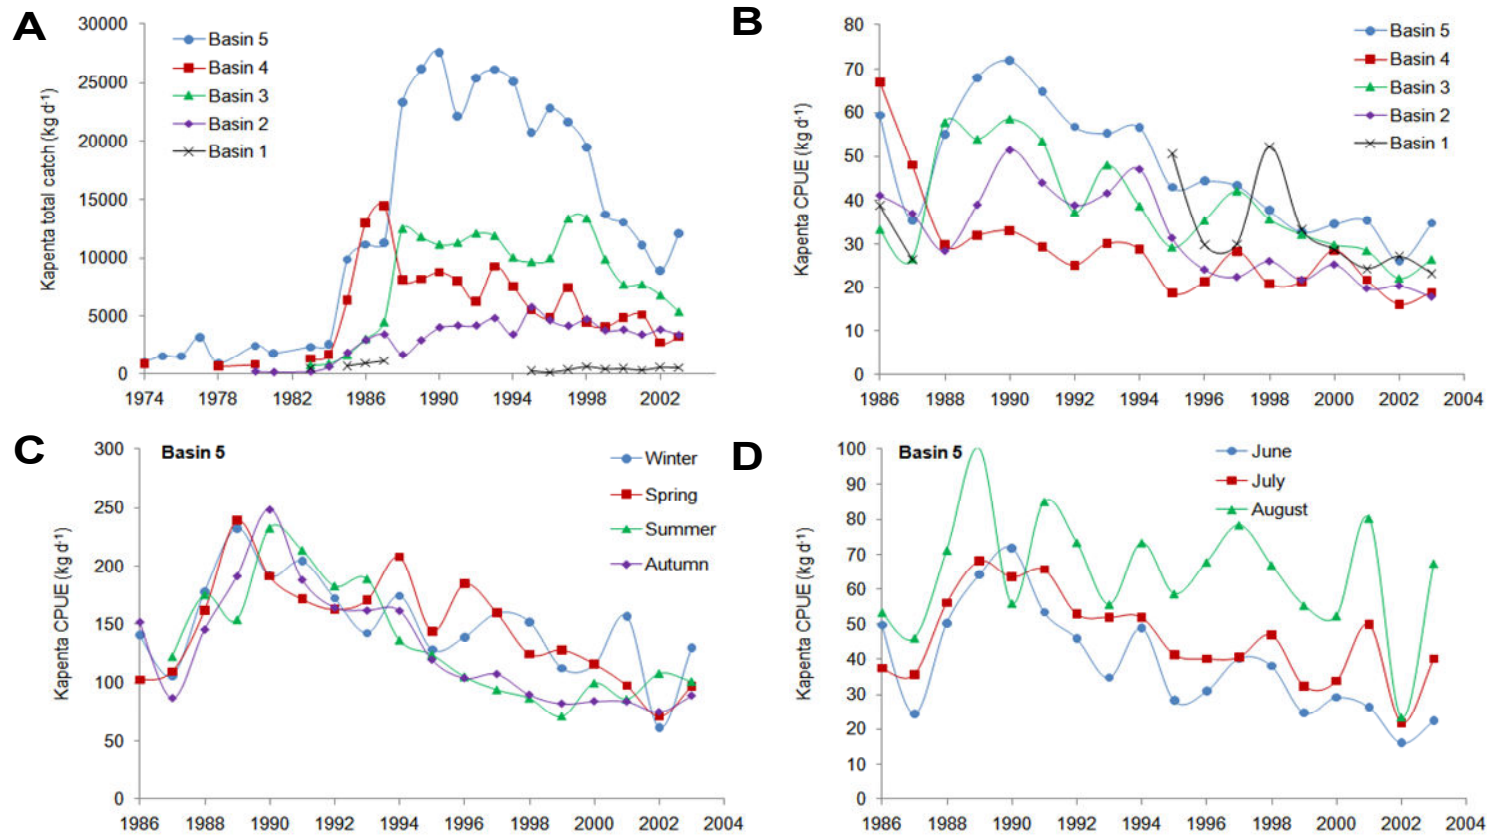 A
Kapenta total catch (kg d⁻¹)
30000
25000
20000
15000
10000
5000
0
1974 1978 1982 1986 1990 1994 1998 2002
Basin 5
Basin 4
Basin 3
Basin 2
Basin 1
B
Kapenta CPUE (kg d⁻¹)
80
70
60
50
40
30
20
10
0
1986 1988 1990 1992 1994 1996 1998 2000 2002 2004
Basin 5
Basin 4
Basin 3
Basin 2
Basin 1
C
Basin 5
Kapenta CPUE (kg d⁻¹)
300
250
200
150
100
50
0
1986 1988 1990 1992 1994 1996 1998 2000 2002 2004
Winter
Spring
Summer
Autumn
D
Basin 5
Kapenta CPUE (kg d⁻¹)
100
90
80
70
60
50
40
30
20
10
0
1986 1988 1990 1992 1994 1996 1998 2000 2002 2004
June
July
August